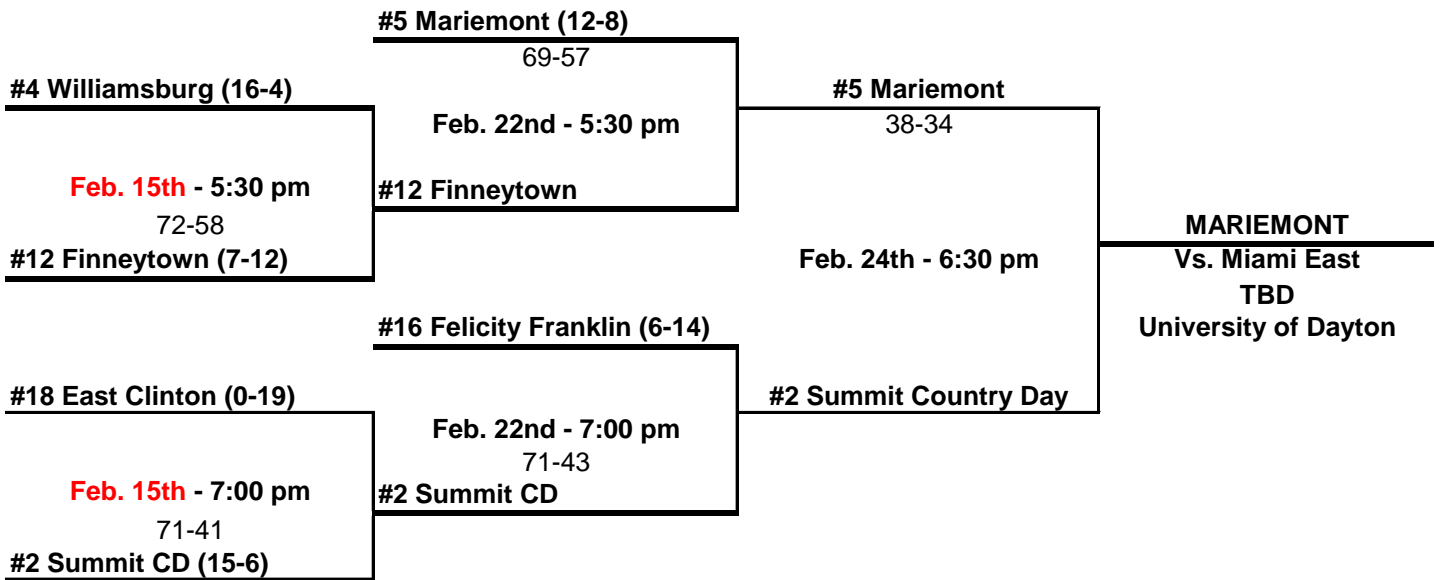 #5 Mariemont (12-8)
69-57
#4 Williamsburg (16-4)
#5 Mariemont
Feb. 22nd - 5:30 pm
38-34
Feb. 15th - 5:30 pm
#12 Finneytown
72-58
MARIEMONT
#12 Finneytown (7-12)
Feb. 24th - 6:30 pm
Vs. Miami East
TBD
#16 Felicity Franklin (6-14)
University of Dayton
#18 East Clinton (0-19)
#2 Summit Country Day
Feb. 22nd - 7:00 pm
71-43
Feb. 15th - 7:00 pm
#2 Summit CD
71-41
#2 Summit CD (15-6)